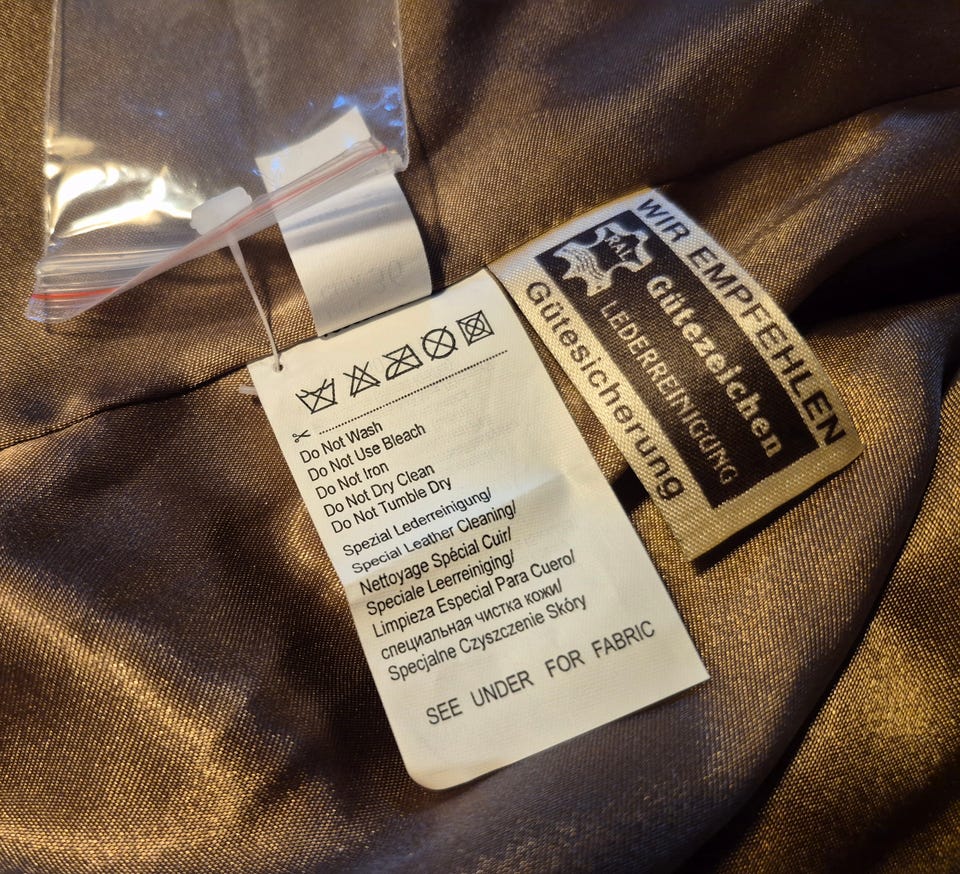 Do Not Wash
Do Not Use Bleach
Do Not Iron
Do Not Dry Clean
Do Not Tumble Dry
Spezial Lederreinigung/
Special Leather Cleaning/
Nettoyage Spécial Cuir/
Speciale Leerreiniging/
Limpieza Especial Para Cuero/
специальная чистка кожи/
Specjalne Czyszczenie Skóry
SEE UNDER FOR FABRIC
WIR EMPFEHLEN
RAL
Gütezeichen
LEDERREINIGUNG
Gütesicherung